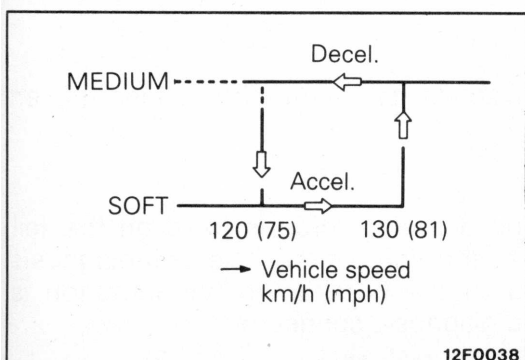 Decel.
MEDIUM
Accel.
SOFT
120 (75) 130 (81)
→ Vehicle speed
km/h (mph)
12F0038